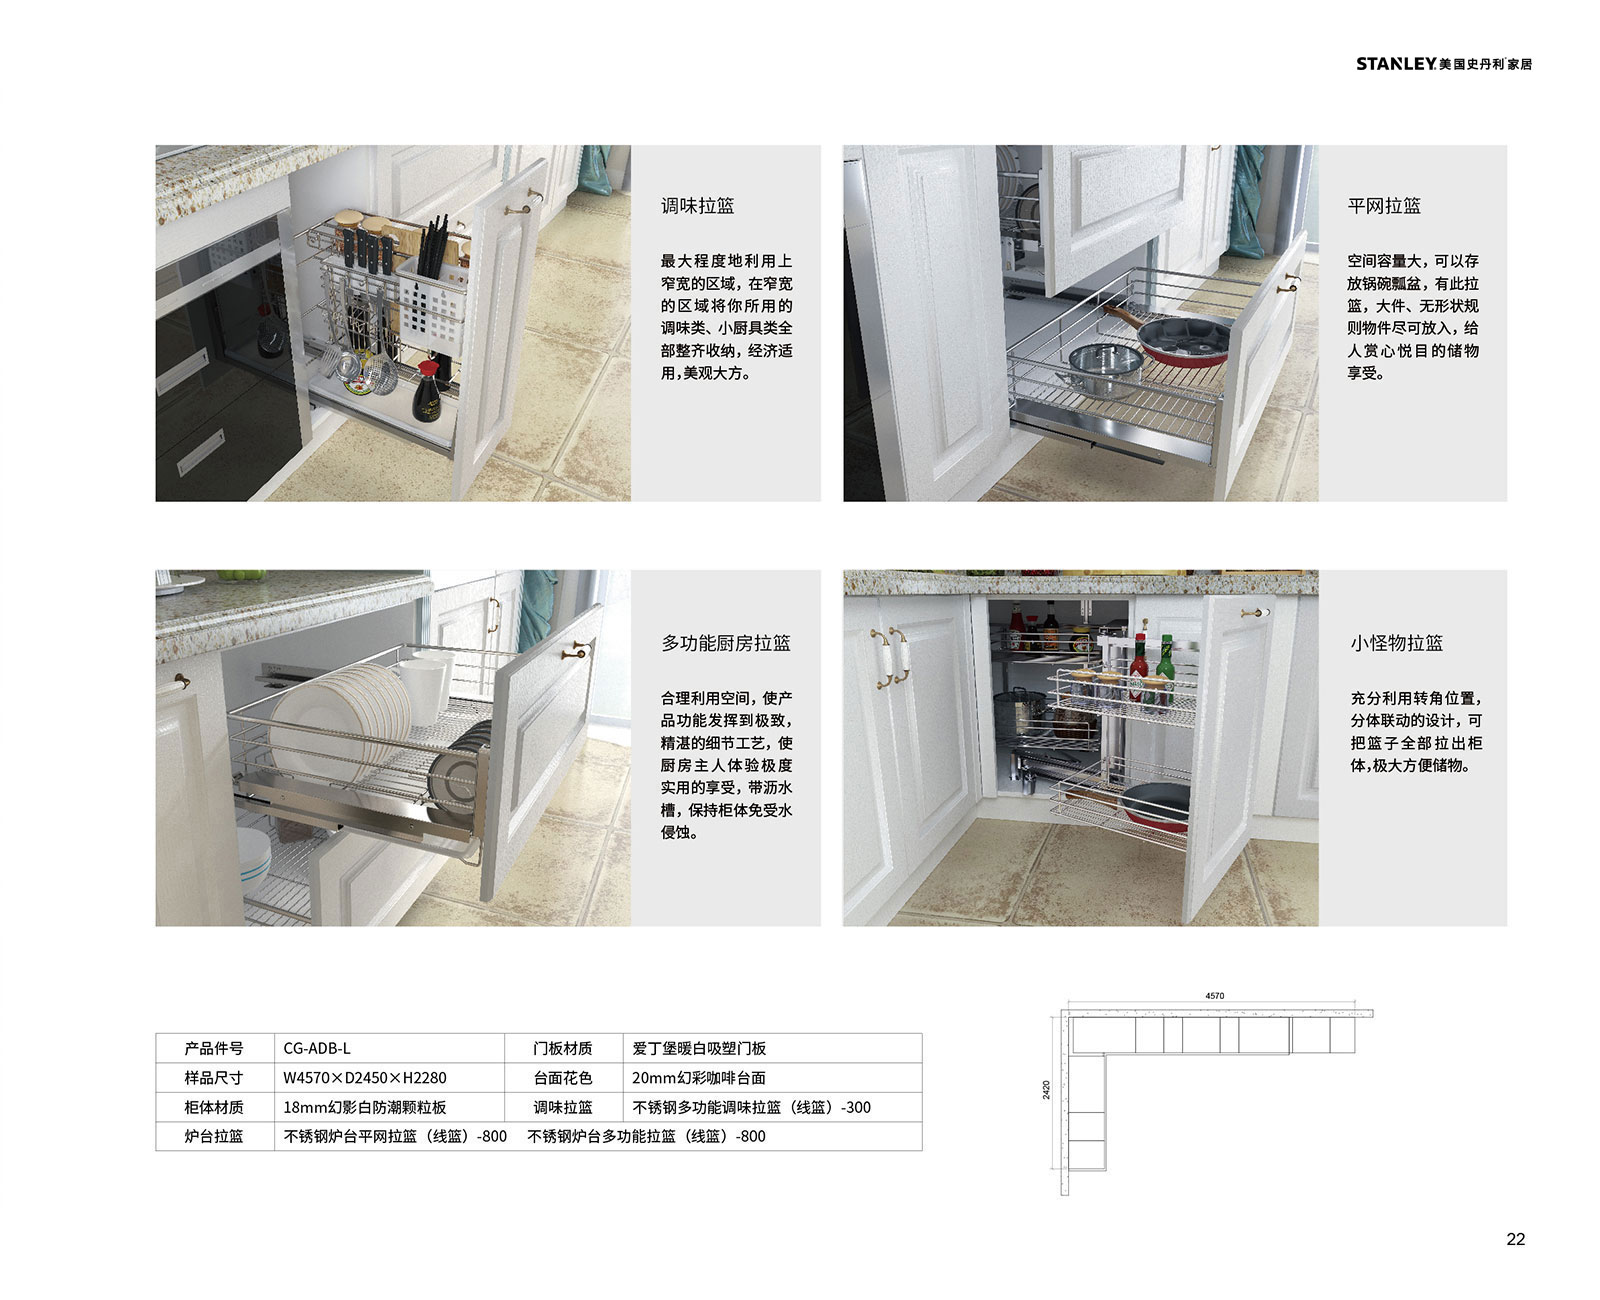 STANLEY.美国史丹利家居
调味拉篮
最大程度地利用上
窄宽的区域，在窄宽
的区域将你所用的
调味类、小厨具类全
部整齐收纳，经济适
用，美观大方。
平网拉篮
空间容量大，可以存
放锅碗瓢盆，有此拉
篮，大件、无形状规
则物件尽可放入，给
人赏心悦目的储物
享受。
多功能厨房拉篮
合理利用空间，使产
品功能发挥到极致，
精湛的细节工艺，使
厨房主人体验极度
实用的享受，带沥水
槽，保持柜体免受水
侵蚀。
小怪物拉篮
充分利用转角位置，
分体联动的设计，可
把篮子全部拉出柜
体，极大方便储物。
产品件号 CG-ADB-L 门板材质 爱丁堡暖白吸塑门板
样品尺寸 W4570×D2450×H2280 台面花色 20mm幻彩咖啡台面
柜体材质 18mm幻影白防潮颗粒板 调味拉篮 不锈钢多功能调味拉篮（线篮）-300
炉台拉篮 不锈钢炉台平网拉篮（线篮）-800 不锈钢炉台多功能拉篮（线篮）-800
4570
2420
22